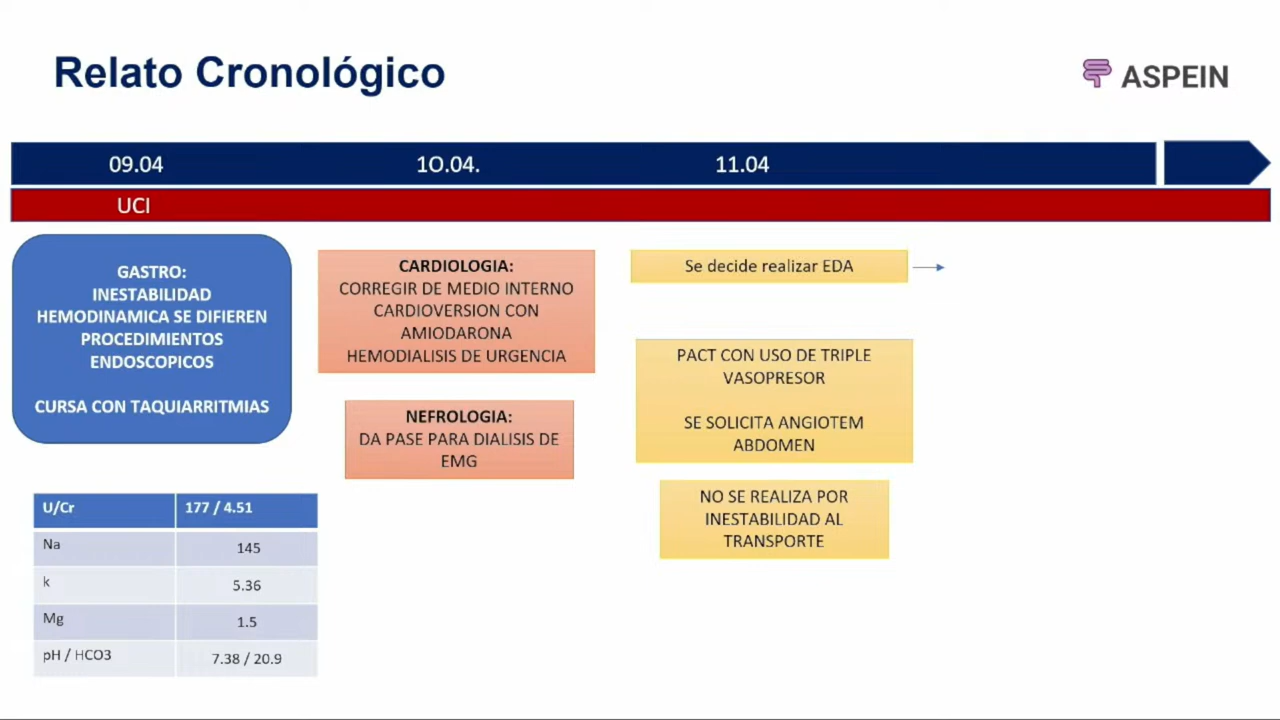 Relato Cronológico
ASPEIN
09.04
1O.04.
11.04
UCI
GASTRO:
INESTABILIDAD
HEMODINAMICA SE DIFIEREN
PROCEDIMIENTOS
ENDOSCOPICOS
CURSA CON TAQUIARRITMIAS
U/Cr 177 / 4.51
Na 145
k 5.36
Mg 1.5
pH / HCO3 7.38 / 20.9
CARDIOLOGIA:
CORREGIR DE MEDIO INTERNO
CARDIOVERSION CON
AMIODARONA
HEMODIALISIS DE URGENCIA
NEFROLOGIA:
DA PASE PARA DIALISIS DE
EMG
Se decide realizar EDA
PACT CON USO DE TRIPLE
VASOPRESOR
SE SOLICITA ANGIOTEM
ABDOMEN
NO SE REALIZA POR
INESTABILIDAD AL
TRANSPORTE